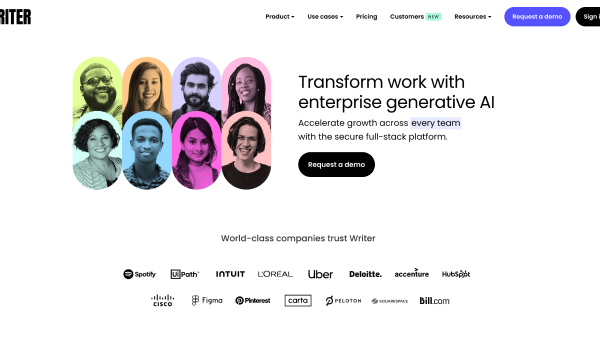 RITER
Product Use cases Pricing Customers NEW Resources Request a demo Sign i
Transform work with
enterprise generative AI
Accelerate growth across every team
with the secure full-stack platform.
Request a demo
World-class companies trust Writer
Spotify UiPath INTUIT L'ORÉAL Uber Deloitte. accenture HubSpot
CISCO Figma Pinterest carta PELOTON SQUARESPACE Bill.com